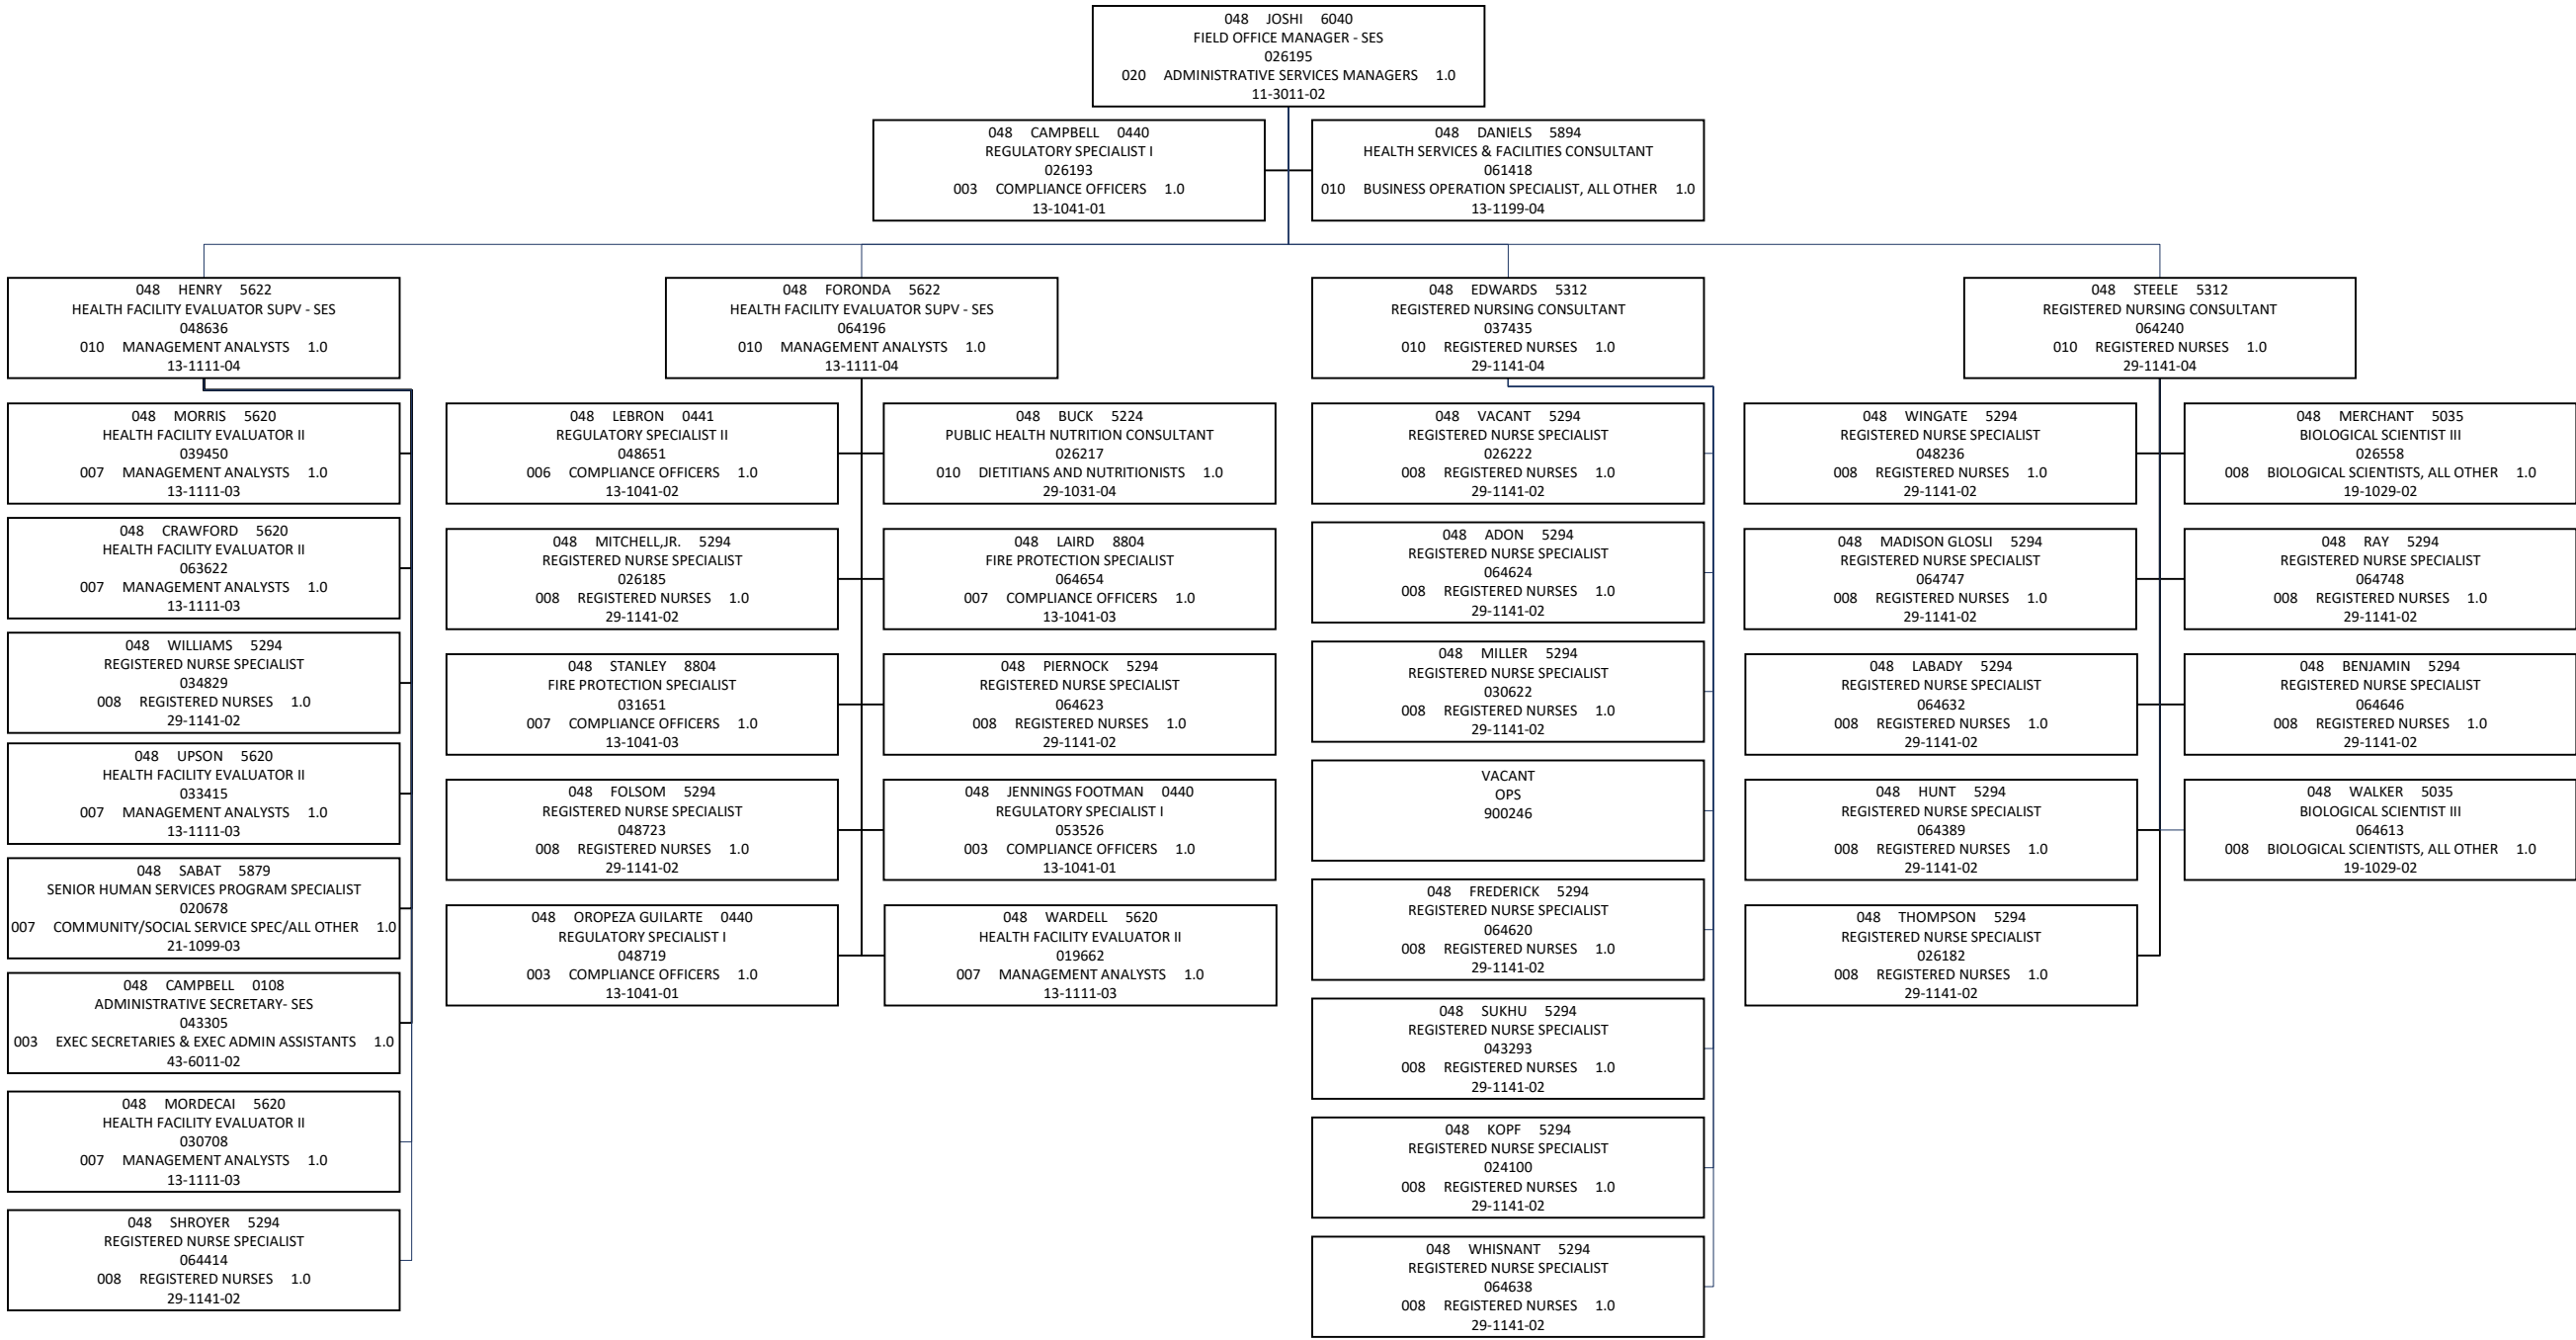 048 JOSHI 6040
FIELD OFFICE MANAGER - SES
026195
020 ADMINISTRATIVE SERVICES MANAGERS 1.0
11-3011-02
048 CAMPBELL 0440
REGULATORY SPECIALIST I
026193
003 COMPLIANCE OFFICERS 1.0
13-1041-01
048 DANIELS 5894
HEALTH SERVICES & FACILITIES CONSULTANT
061418
010 BUSINESS OPERATION SPECIALIST, ALL OTHER 1.0
13-1199-04
048 HENRY 5622
HEALTH FACILITY EVALUATOR SUPV - SES
048636
010 MANAGEMENT ANALYSTS 1.0
13-1111-04
048 FORONDA 5622
HEALTH FACILITY EVALUATOR SUPV - SES
064196
010 MANAGEMENT ANALYSTS 1.0
13-1111-04
048 EDWARDS 5312
REGISTERED NURSING CONSULTANT
037435
010 REGISTERED NURSES 1.0
29-1141-04
048 STEELE 5312
REGISTERED NURSING CONSULTANT
064240
010 REGISTERED NURSES 1.0
29-1141-04
048 MORRIS 5620
HEALTH FACILITY EVALUATOR II
039450
007 MANAGEMENT ANALYSTS 1.0
13-1111-03
048 CRAWFORD 5620
HEALTH FACILITY EVALUATOR II
063622
007 MANAGEMENT ANALYSTS 1.0
13-1111-03
048 WILLIAMS 5294
REGISTERED NURSE SPECIALIST
034829
008 REGISTERED NURSES 1.0
29-1141-02
048 UPSON 5620
HEALTH FACILITY EVALUATOR II
033415
007 MANAGEMENT ANALYSTS 1.0
13-1111-03
048 SABAT 5879
SENIOR HUMAN SERVICES PROGRAM SPECIALIST
020678
007 COMMUNITY/SOCIAL SERVICE SPEC/ALL OTHER 1.0
21-1099-03
048 CAMPBELL 0108
ADMINISTRATIVE SECRETARY- SES
043305
003 EXEC SECRETARIES & EXEC ADMIN ASSISTANTS 1.0
43-6011-02
048 MORDECAI 5620
HEALTH FACILITY EVALUATOR II
030708
007 MANAGEMENT ANALYSTS 1.0
13-1111-03
048 SHROYER 5294
REGISTERED NURSE SPECIALIST
064414
008 REGISTERED NURSES 1.0
29-1141-02
048 LEBRON 0441
REGULATORY SPECIALIST II
048651
006 COMPLIANCE OFFICERS 1.0
13-1041-02
048 BUCK 5224
PUBLIC HEALTH NUTRITION CONSULTANT
026217
010 DIETITIANS AND NUTRITIONISTS 1.0
29-1031-04
048 MITCHELL,JR. 5294
REGISTERED NURSE SPECIALIST
026185
008 REGISTERED NURSES 1.0
29-1141-02
048 LAIRD 8804
FIRE PROTECTION SPECIALIST
064654
007 COMPLIANCE OFFICERS 1.0
13-1041-03
048 STANLEY 8804
FIRE PROTECTION SPECIALIST
031651
007 COMPLIANCE OFFICERS 1.0
13-1041-03
048 PIERNOCK 5294
REGISTERED NURSE SPECIALIST
064623
008 REGISTERED NURSES 1.0
29-1141-02
048 FOLSOM 5294
REGISTERED NURSE SPECIALIST
048723
008 REGISTERED NURSES 1.0
29-1141-02
048 JENNINGS FOOTMAN 0440
REGULATORY SPECIALIST I
053526
003 COMPLIANCE OFFICERS 1.0
13-1041-01
048 OROPEZA GUILARTE 0440
REGULATORY SPECIALIST I
048719
003 COMPLIANCE OFFICERS 1.0
13-1041-01
048 WARDELL 5620
HEALTH FACILITY EVALUATOR II
019662
007 MANAGEMENT ANALYSTS 1.0
13-1111-03
048 VACANT 5294
REGISTERED NURSE SPECIALIST
026222
008 REGISTERED NURSES 1.0
29-1141-02
048 ADON 5294
REGISTERED NURSE SPECIALIST
064624
008 REGISTERED NURSES 1.0
29-1141-02
048 MILLER 5294
REGISTERED NURSE SPECIALIST
030622
008 REGISTERED NURSES 1.0
29-1141-02
VACANT
OPS
900246
048 FREDERICK 5294
REGISTERED NURSE SPECIALIST
064620
008 REGISTERED NURSES 1.0
29-1141-02
048 SUKHU 5294
REGISTERED NURSE SPECIALIST
043293
008 REGISTERED NURSES 1.0
29-1141-02
048 KOPF 5294
REGISTERED NURSE SPECIALIST
024100
008 REGISTERED NURSES 1.0
29-1141-02
048 WHISNANT 5294
REGISTERED NURSE SPECIALIST
064638
008 REGISTERED NURSES 1.0
29-1141-02
048 WINGATE 5294
REGISTERED NURSE SPECIALIST
048236
008 REGISTERED NURSES 1.0
29-1141-02
048 MERCHANT 5035
BIOLOGICAL SCIENTIST III
026558
008 BIOLOGICAL SCIENTISTS, ALL OTHER 1.0
19-1029-02
048 MADISON GLOSLI 5294
REGISTERED NURSE SPECIALIST
064747
008 REGISTERED NURSES 1.0
29-1141-02
048 RAY 5294
REGISTERED NURSE SPECIALIST
064748
008 REGISTERED NURSES 1.0
29-1141-02
048 LABADY 5294
REGISTERED NURSE SPECIALIST
064632
008 REGISTERED NURSES 1.0
29-1141-02
048 BENJAMIN 5294
REGISTERED NURSE SPECIALIST
064646
008 REGISTERED NURSES 1.0
29-1141-02
048 HUNT 5294
REGISTERED NURSE SPECIALIST
064389
008 REGISTERED NURSES 1.0
29-1141-02
048 WALKER 5035
BIOLOGICAL SCIENTIST III
064613
008 BIOLOGICAL SCIENTISTS, ALL OTHER 1.0
19-1029-02
048 THOMPSON 5294
REGISTERED NURSE SPECIALIST
026182
008 REGISTERED NURSES 1.0
29-1141-02